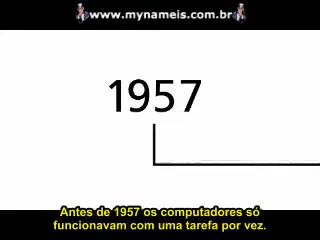 www.mynameis.com.br
1957
Antes de 1957 os computadores só
funcionavam com uma tarefa por vez.